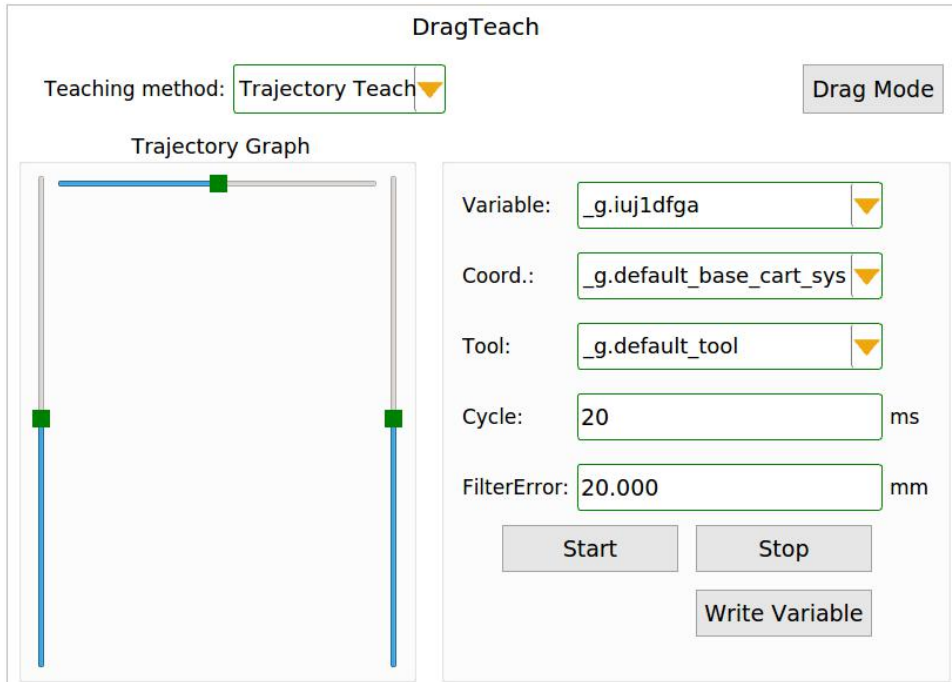 DragTeach
Teaching method: Trajectory Teach Drag Mode
Trajectory Graph
Variable: _g.iuj1dfga
Coord.: _g.default_base_cart_sys
Tool: _g.default_tool
Cycle: 20 ms
FilterError: 20.000 mm
Start Stop
Write Variable